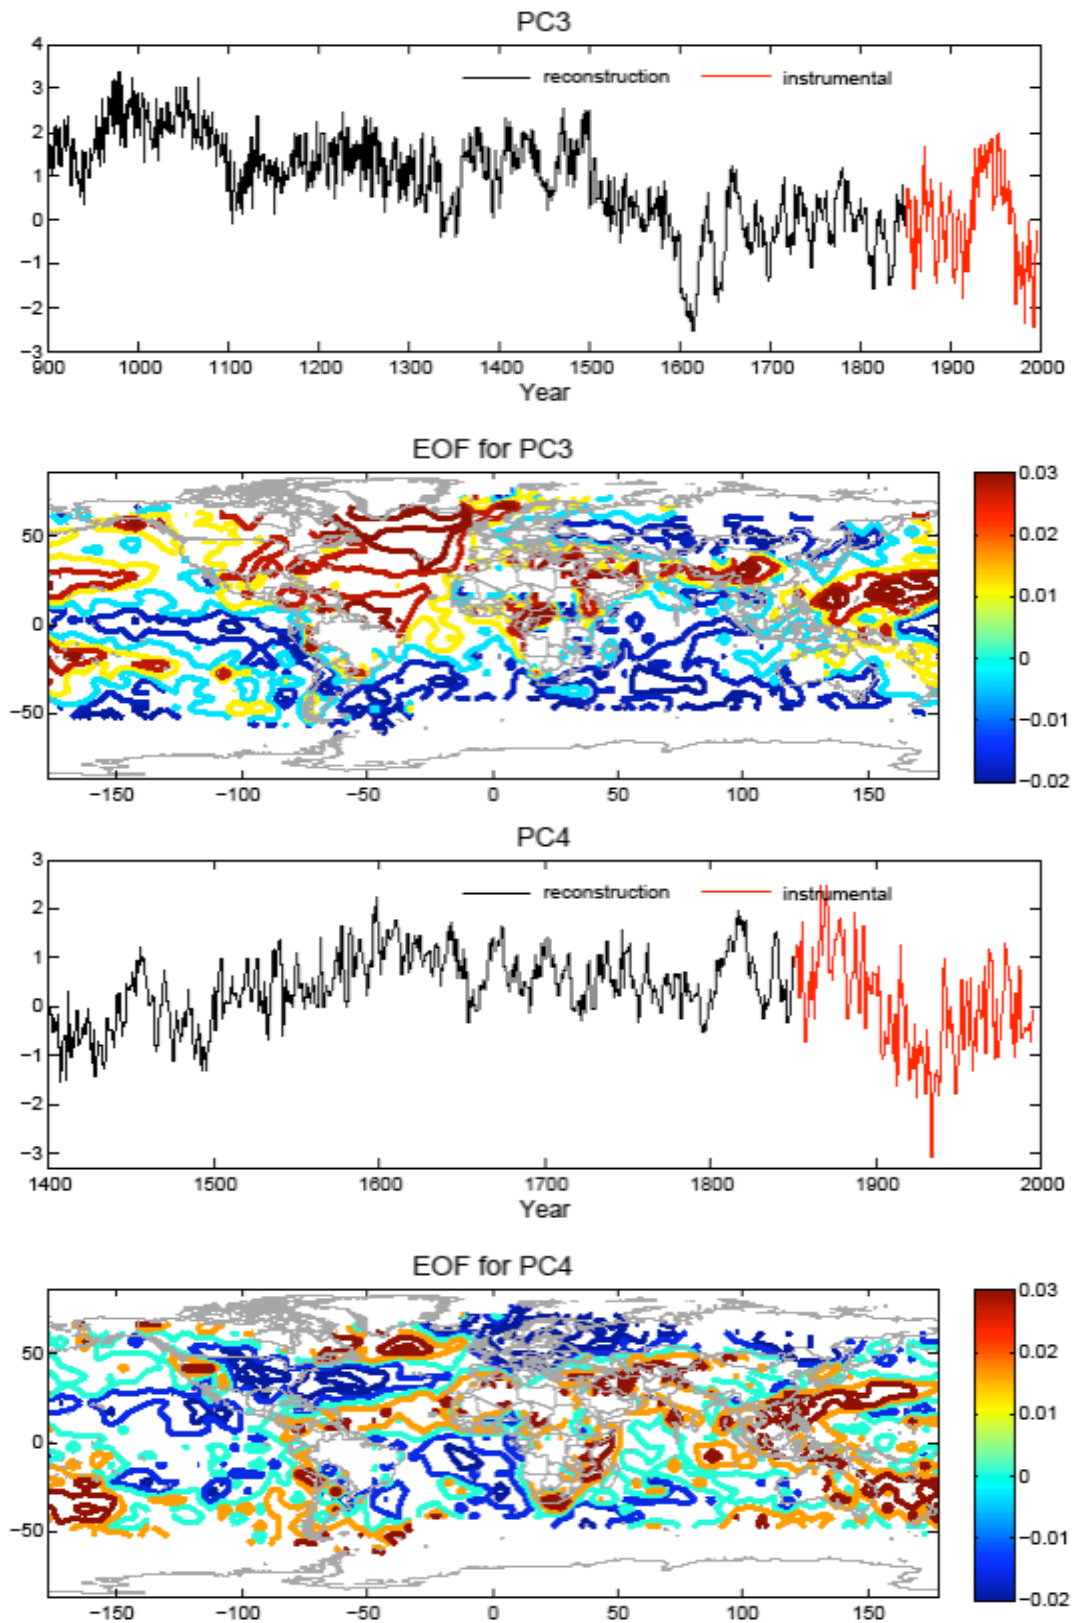 PC3
4
reconstruction instrumental
3
2
1
0
−1
−2
−3
900 1000 1100 1200 1300 1400 1500 1600 1700 1800 1900 2000
Year
EOF for PC3
0.03
50
0.02
0.01
0
0
−0.01
−50
−0.02
−150 −100 −50 0 50 100 150
PC4
3
reconstruction instrumental
2
1
0
−1
−2
−3
1400 1500 1600 1700 1800 1900 2000
Year
EOF for PC4
0.03
50
0.02
0.01
0
0
−0.01
−50
−0.02
−150 −100 −50 0 50 100 150